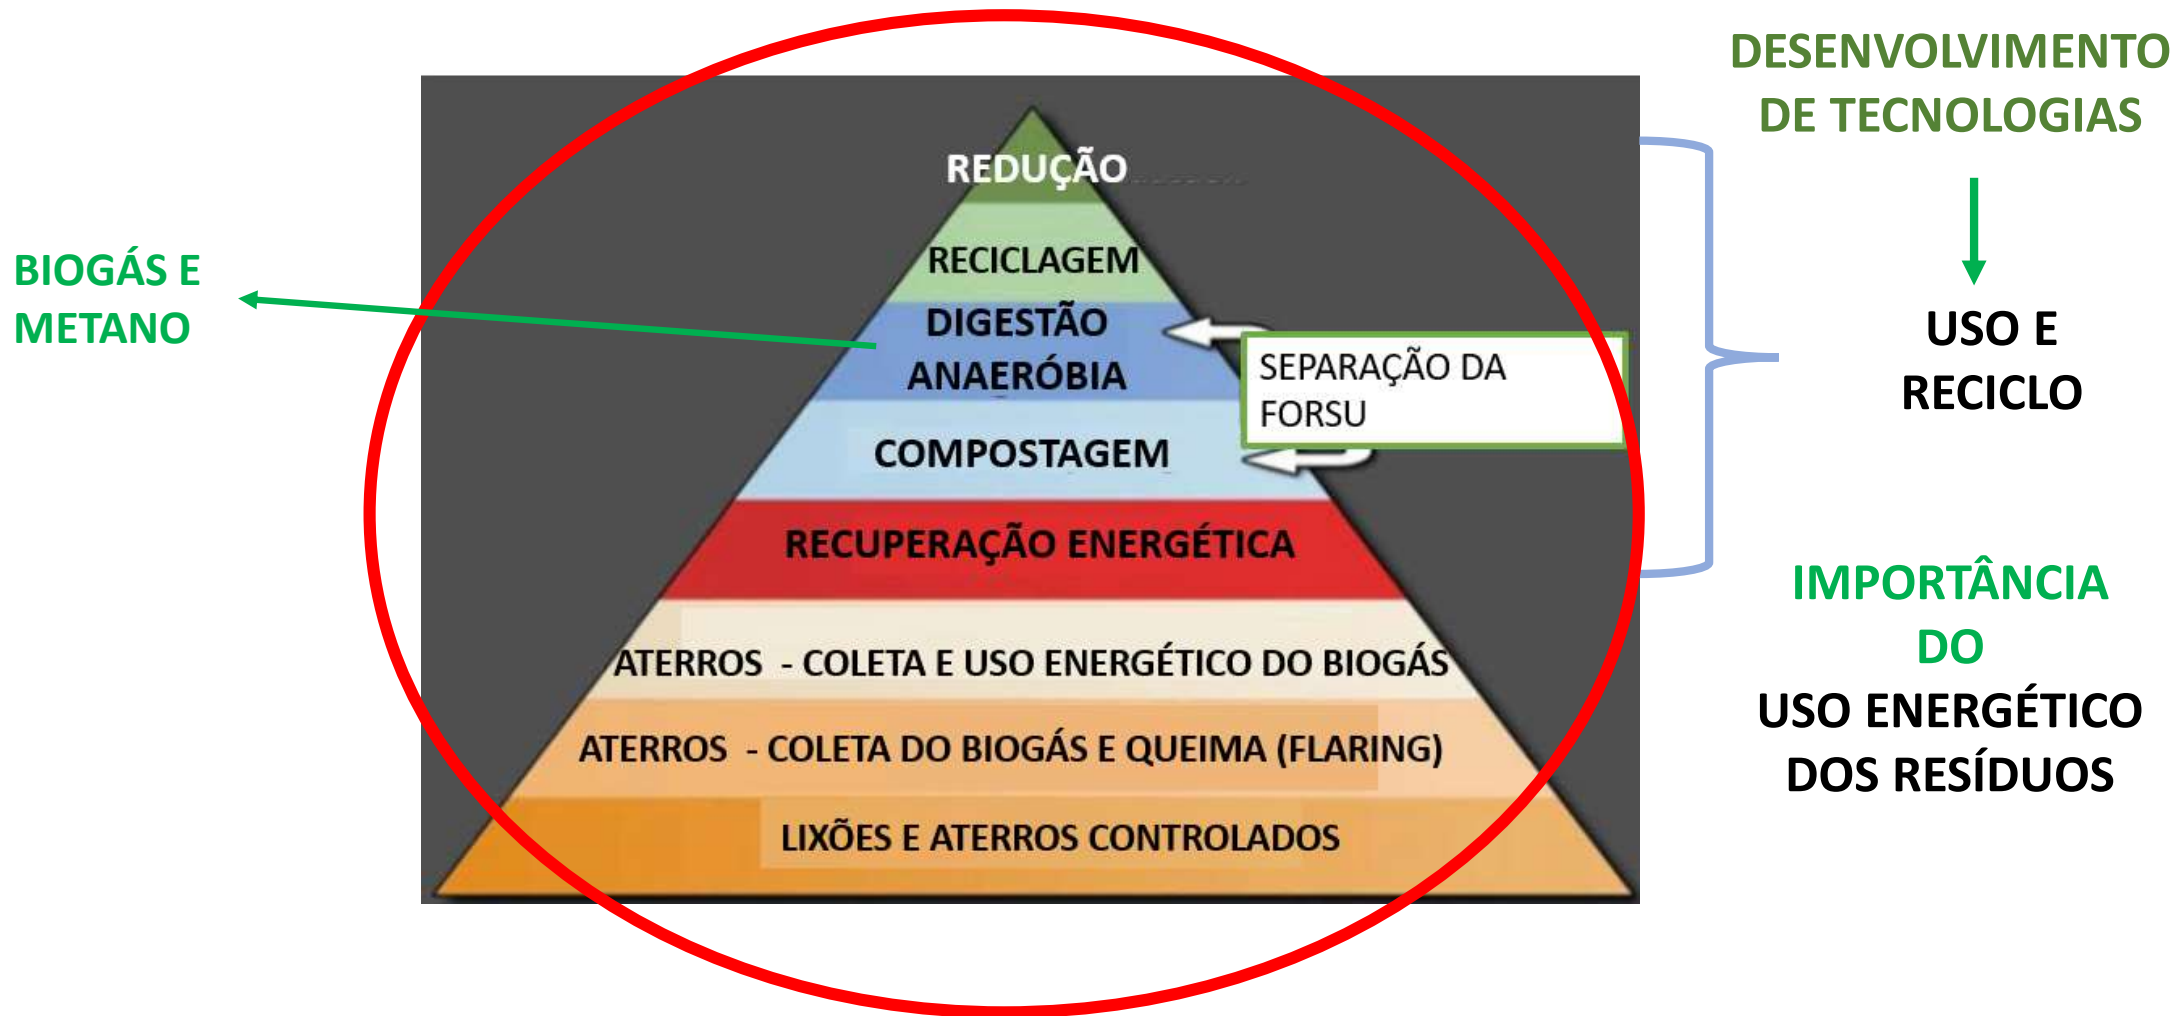 DESENVOLVIMENTO
DE TECNOLOGIAS
REDUÇÃO
RECICLAGEM
BIOGÁS E
METANO
DIGESTÃO
ANAERÓBIA
SEPARAÇÃO DA
FORSU
USO E
RECICLO
COMPOSTAGEM
RECUPERAÇÃO ENERGÉTICA
IMPORTÂNCIA
DO
USO ENERGÉTICO
DOS RESÍDUOS
ATERROS - COLETA E USO ENERGÉTICO DO BIOGÁS
ATERROS - COLETA DO BIOGÁS E QUEIMA (FLARING)
LIXÕES E ATERROS CONTROLADOS